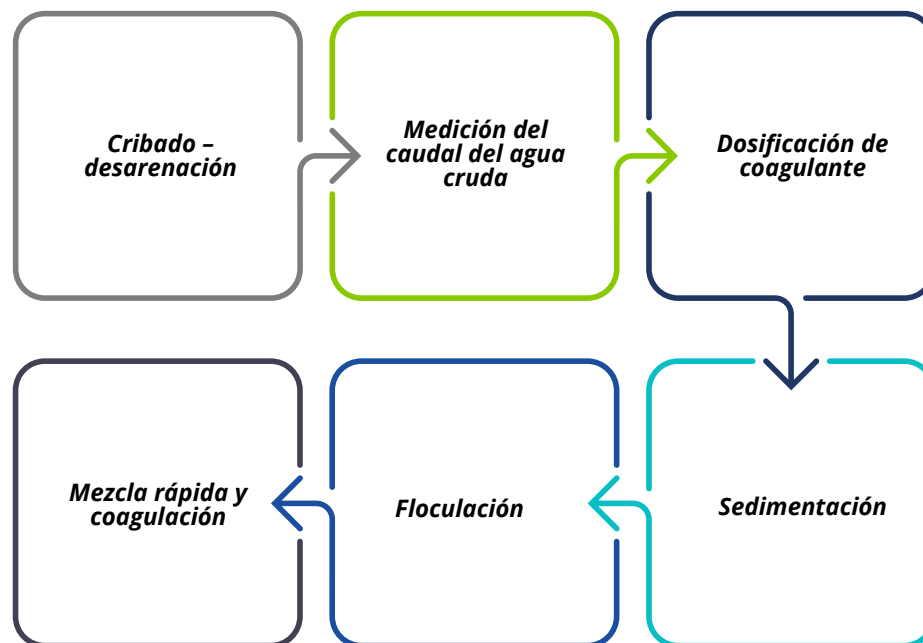 Cribado –
desarenación
Medición del
caudal del agua
cruda
Dosificación de
coagulante
Sedimentación
Floculación
Mezcla rápida y
coagulación